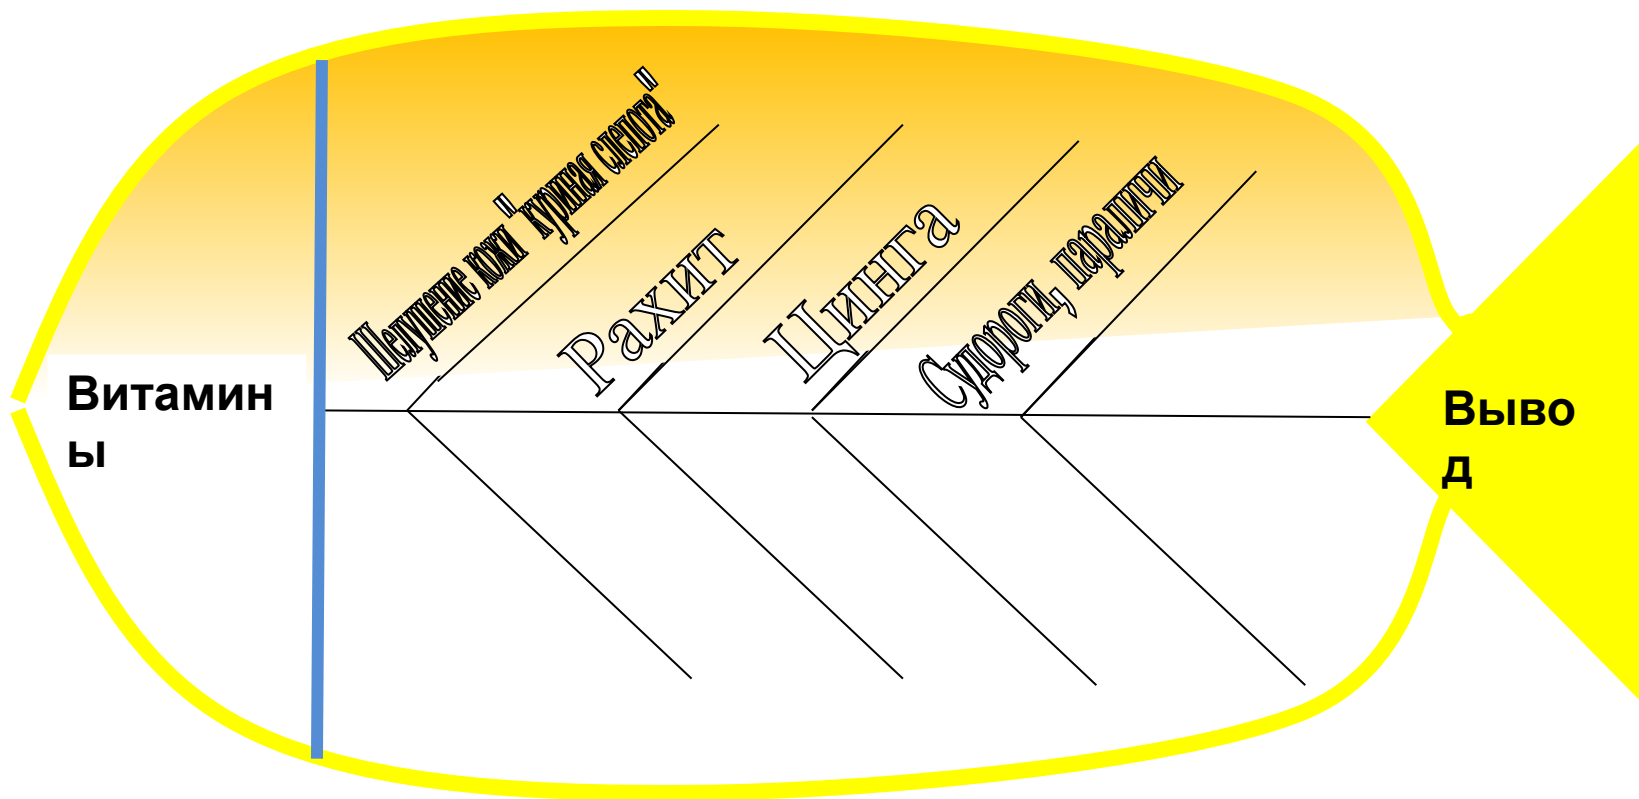 Витамин
ы
Шелушение кожи" куриная слепота"
Рахит
Цинга
Судороги, параличи
Выво
д